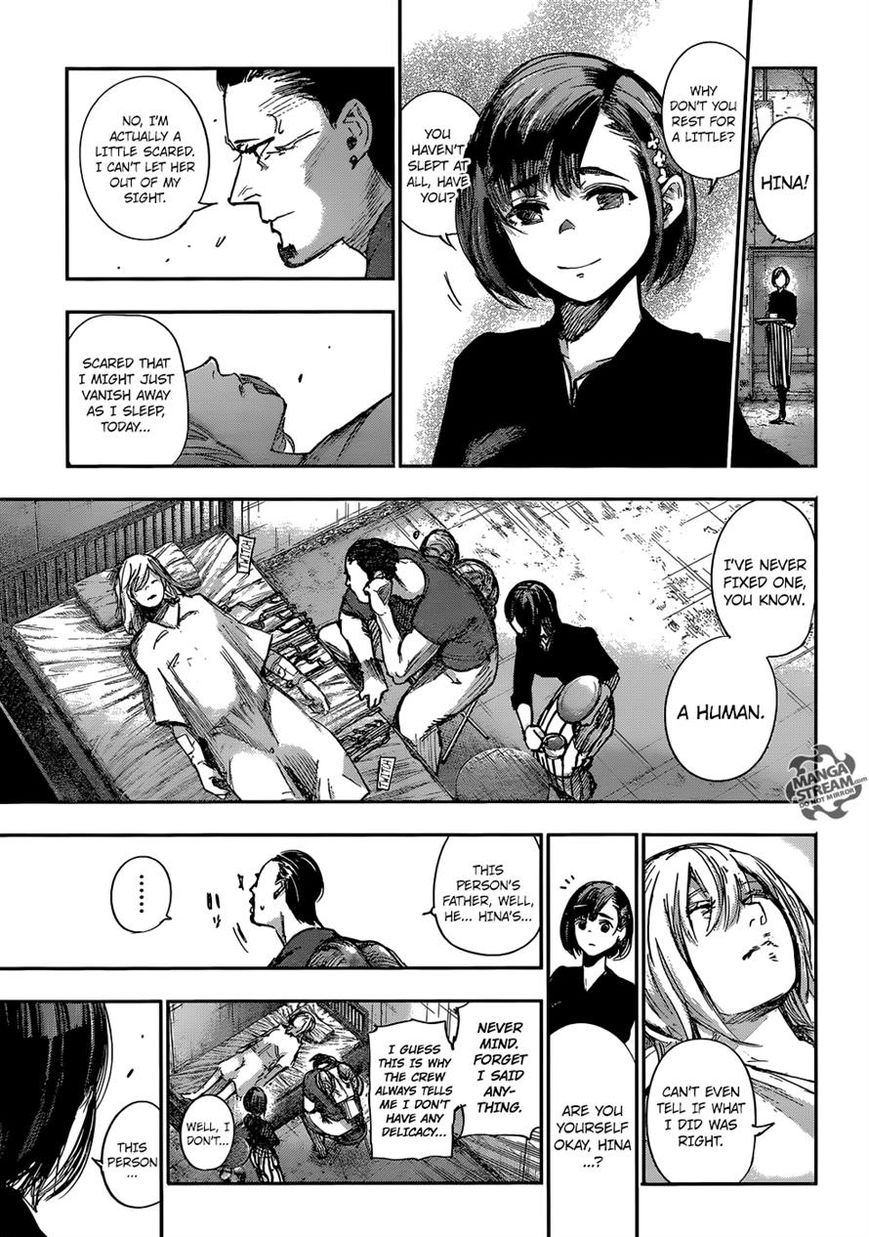 HINA!
WHY
DON'T YOU
REST FOR
A LITTLE?
YOU
HAVEN'T
SLEPT AT
ALL, HAVE
YOU?
NO, I'M
ACTUALLY A
LITTLE SCARED.
I CAN'T LET HER
OUT OF MY
SIGHT.
SCARED THAT
I MIGHT JUST
VANISH AWAY
AS I SLEEP,
TODAY...
I'VE NEVER
FIXED ONE,
YOU KNOW.
A HUMAN.
TWITCH
TWITCH
MANGA
STREAM.com
DO NOT MIRROR
CAN'T EVEN
TELL IF WHAT
I DID WAS
RIGHT.
ARE YOU
YOURSELF
OKAY, HINA
...?
THIS
PERSON'S
FATHER, WELL,
HE... HINA'S...
......
NEVER
MIND.
FORGET
I SAID
ANY-
THING.
I GUESS
THIS IS WHY
THE CREW
ALWAYS TELLS
ME I DON'T
HAVE ANY
DELICACY...
WELL, I
DON'T...
THIS
PERSON
...